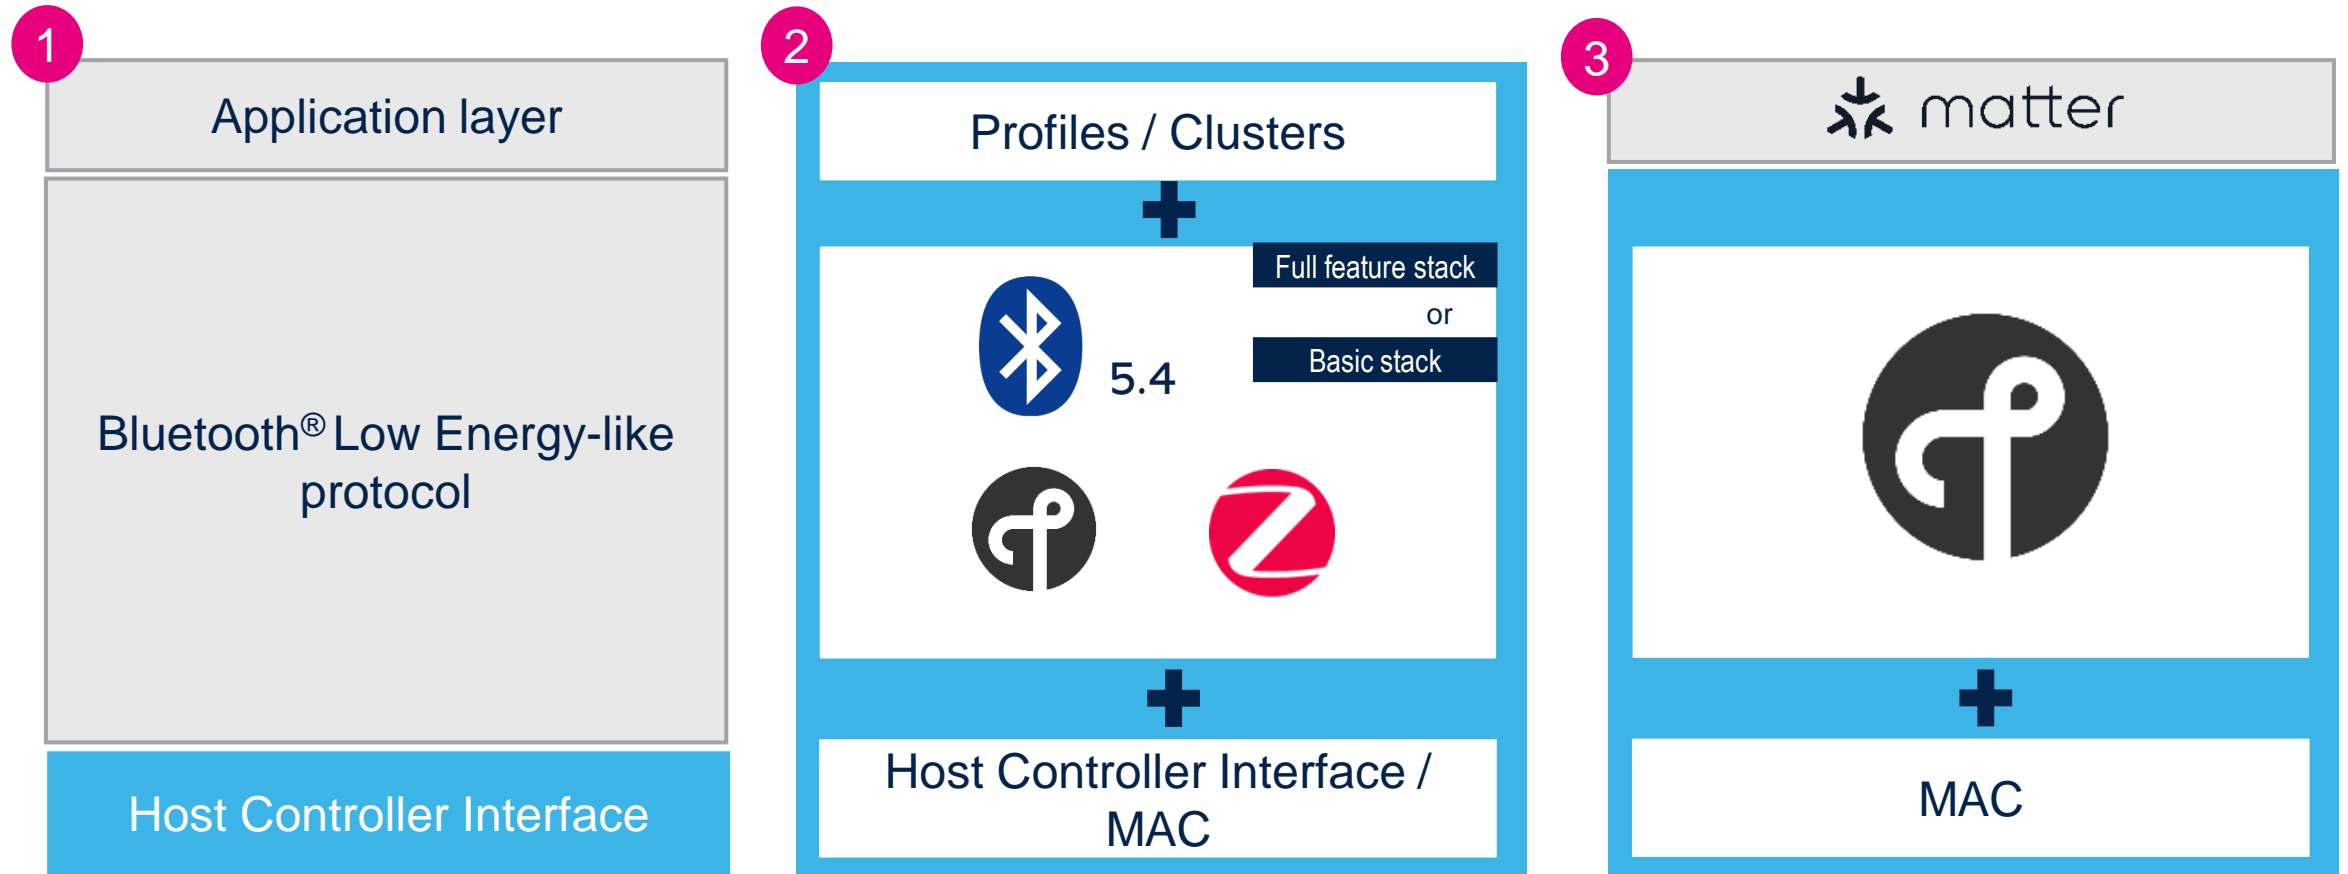 1
Application layer
Bluetooth® Low Energy-like
protocol
Host Controller Interface
2
Profiles / Clusters
Full feature stack
or
Basic stack
5.4
Host Controller Interface /
MAC
3
matter
MAC